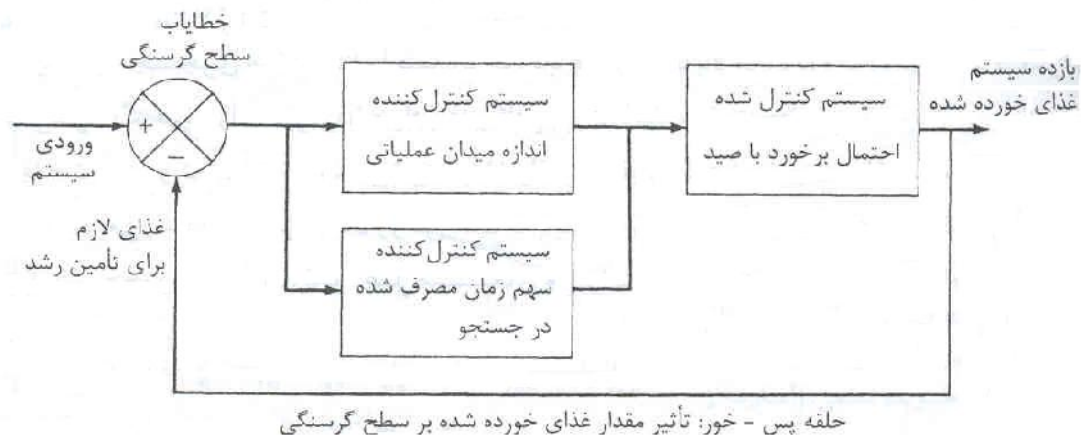 خطایاب
سطح گرسنگی
+
−
ورودی
سیستم
سیستم کنترل‌کننده
اندازه میدان عملیاتی
سیستم کنترل شده
احتمال برخورد با صید
بازده سیستم
غذای خورده شده
غذای لازم
برای تأمین رشد
سیستم کنترل‌کننده
سهم زمان مصرف شده
در جستجو
حلقه پس - خور: تأثیر مقدار غذای خورده شده بر سطح گرسنگی